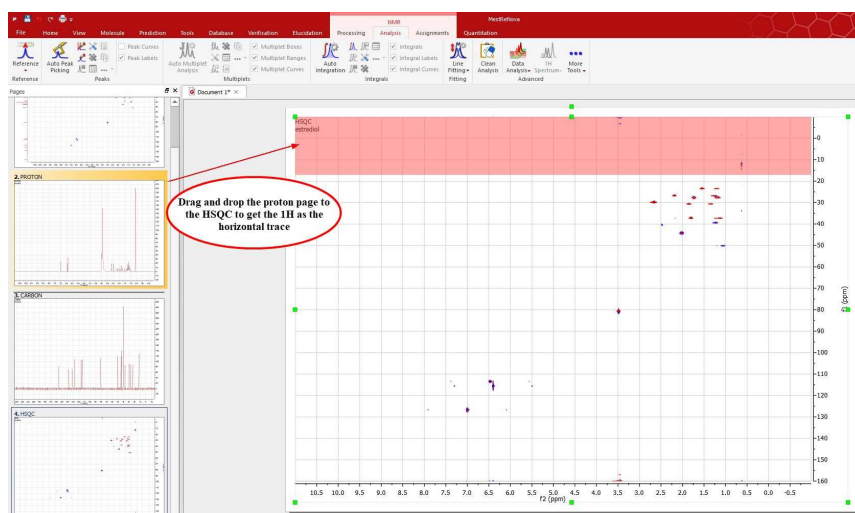 NMR
MestReNova
File Home View Molecule Prediction Tools Database Verification Elucidation Processing Analysis Assignments Quantitation
Reference
Auto Peak Picking
Peak Curves
Peak Labels
Auto Multiplet Analysis
Multiplet Boxes
Multiplet Ranges
Multiplet Curves
Auto Integration
Integrals
Integral Labels
Integral Curves
Line Fitting
Clean Analysis
Data Analysis
1H Spectrum
More Tools
Reference Peaks Multiplets Integrals Fitting Advanced
Pages
Document 1*
HSQC
estradiol
2. PROTON
Drag and drop the proton page to
the HSQC to get the 1H as the
horizontal trace
3. CARBON
4. HSQC
-0
-10
-20
-30
-40
-50
-60
-70
-80
-90
-100
-110
-120
-130
-140
-150
-160
f1 (ppm)
10.5 10.0 9.5 9.0 8.5 8.0 7.5 7.0 6.5 6.0 5.5 5.0 4.5 4.0 3.5 3.0 2.5 2.0 1.5 1.0 0.5 0.0 -0.5
f2 (ppm)